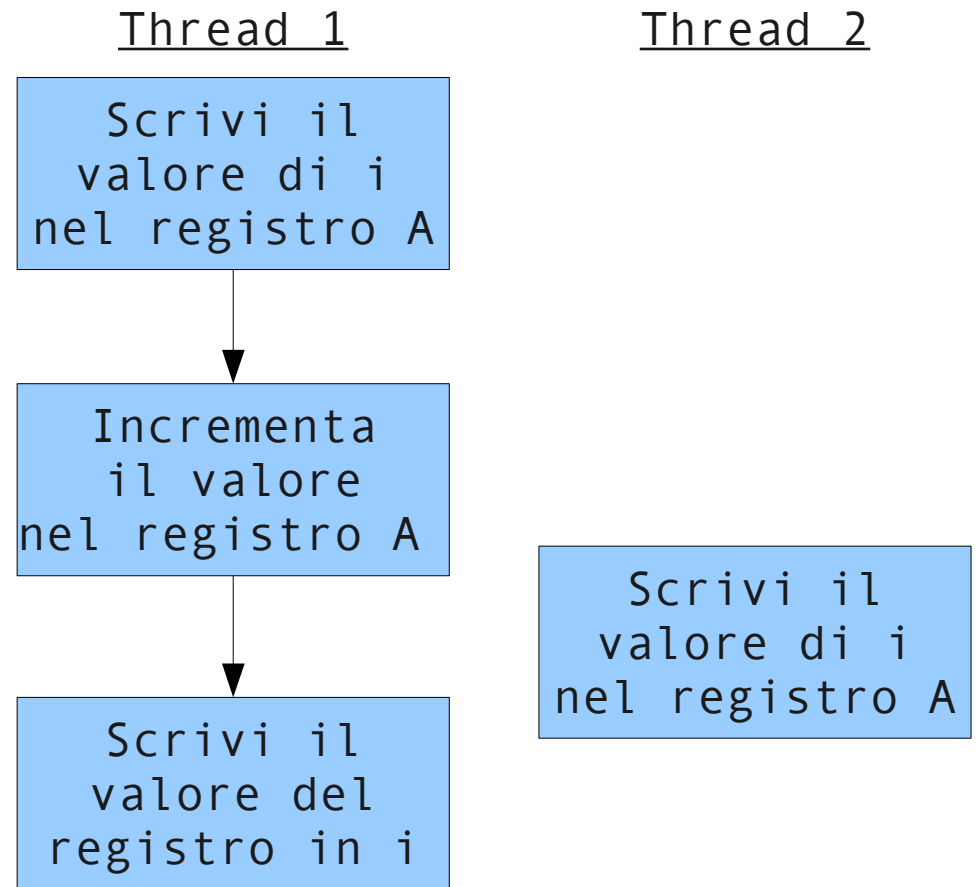 Thread 1
Thread 2
Scrivi il
valore di i
nel registro A
Incrementa
il valore
nel registro A
Scrivi il
valore di i
nel registro A
Scrivi il
valore del
registro in i